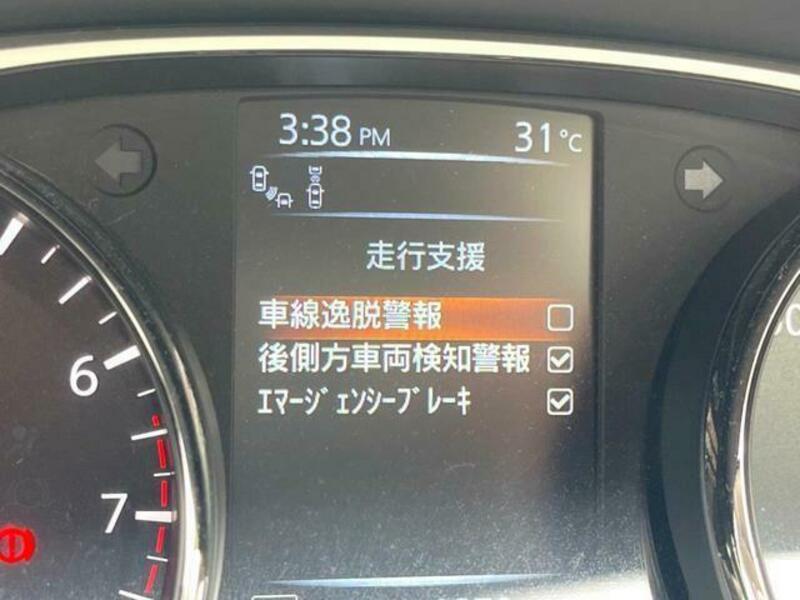 3:38 PM 31°C
走行支援
車線逸脱警報
後側方車両検知警報
ｴﾏｰｼﾞｪﾝｼｰﾌﾞﾚｰｷ
6
7